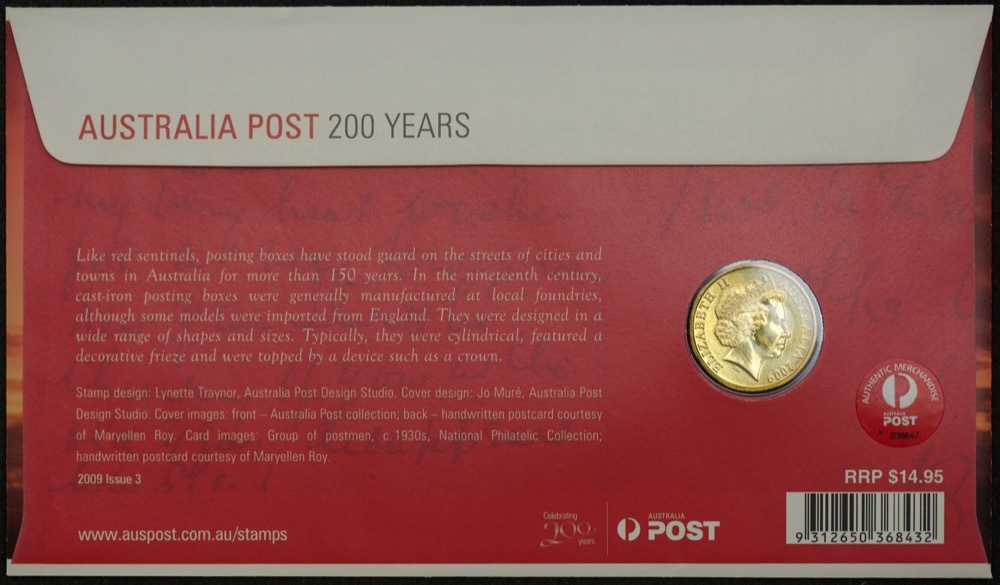 AUSTRALIA POST 200 YEARS
Like red sentinels, posting boxes have stood guard on the streets of cities and
towns in Australia for more than 150 years. In the nineteenth century,
cast-iron posting boxes were generally manufactured at local foundries,
although some models were imported from England. They were designed in a
wide range of shapes and sizes. Typically, they were cylindrical, featured a
decorative frieze and were topped by a device such as a crown.
Stamp design: Lynette Traynor, Australia Post Design Studio. Cover design: Jo Muré, Australia Post
Design Studio. Cover images: front – Australia Post collection; back – handwritten postcard courtesy
of Maryellen Roy. Card images: Group of postmen, c.1930s, National Philatelic Collection;
handwritten postcard courtesy of Maryellen Roy.
2009 Issue 3
www.auspost.com.au/stamps
ELIZABETH II
AUSTRALIA 2009
AUTHENTIC MERCHANDISE
AUSTRALIA
POST
RRP $14.95
Celebrating
200
years
AUSTRALIA
POST
9 312650 368432